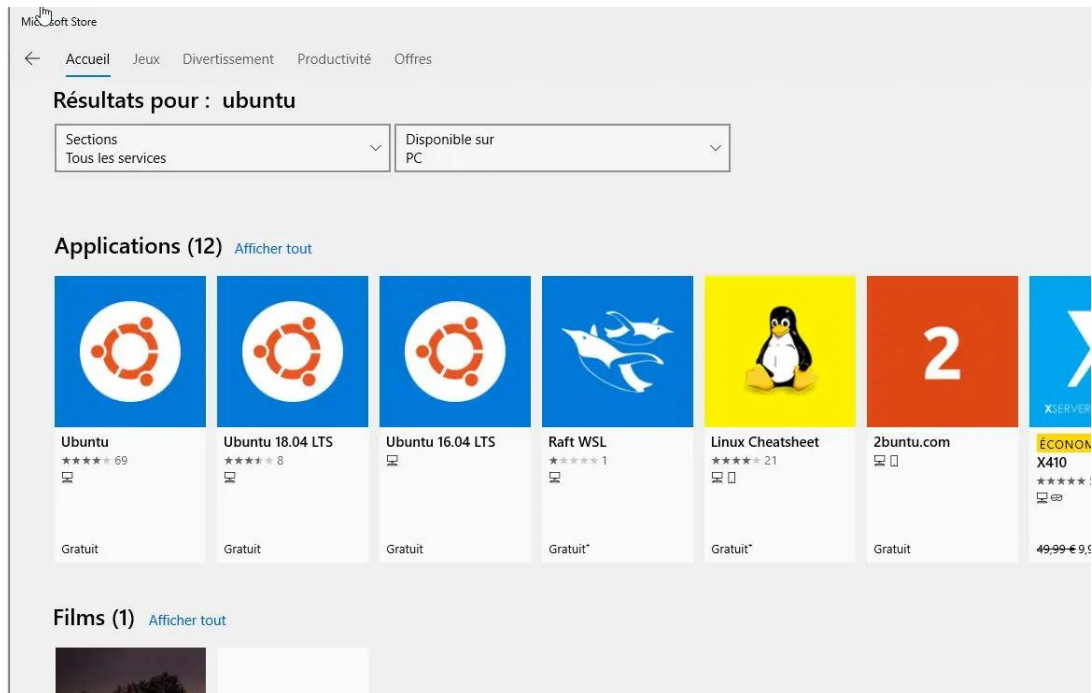 Microsoft Store
Accueil Jeux Divertissement Productivité Offres
Résultats pour : ubuntu
Sections
Tous les services
Disponible sur
PC
Applications (12) Afficher tout
2
XSERVER
Ubuntu
69
Gratuit
Ubuntu 18.04 LTS
8
Gratuit
Ubuntu 16.04 LTS
Gratuit
Raft WSL
1
Gratuit*
Linux Cheatsheet
21
Gratuit*
2buntu.com
Gratuit
ÉCONOM
X410
49,99 € 9,9
Films (1) Afficher tout